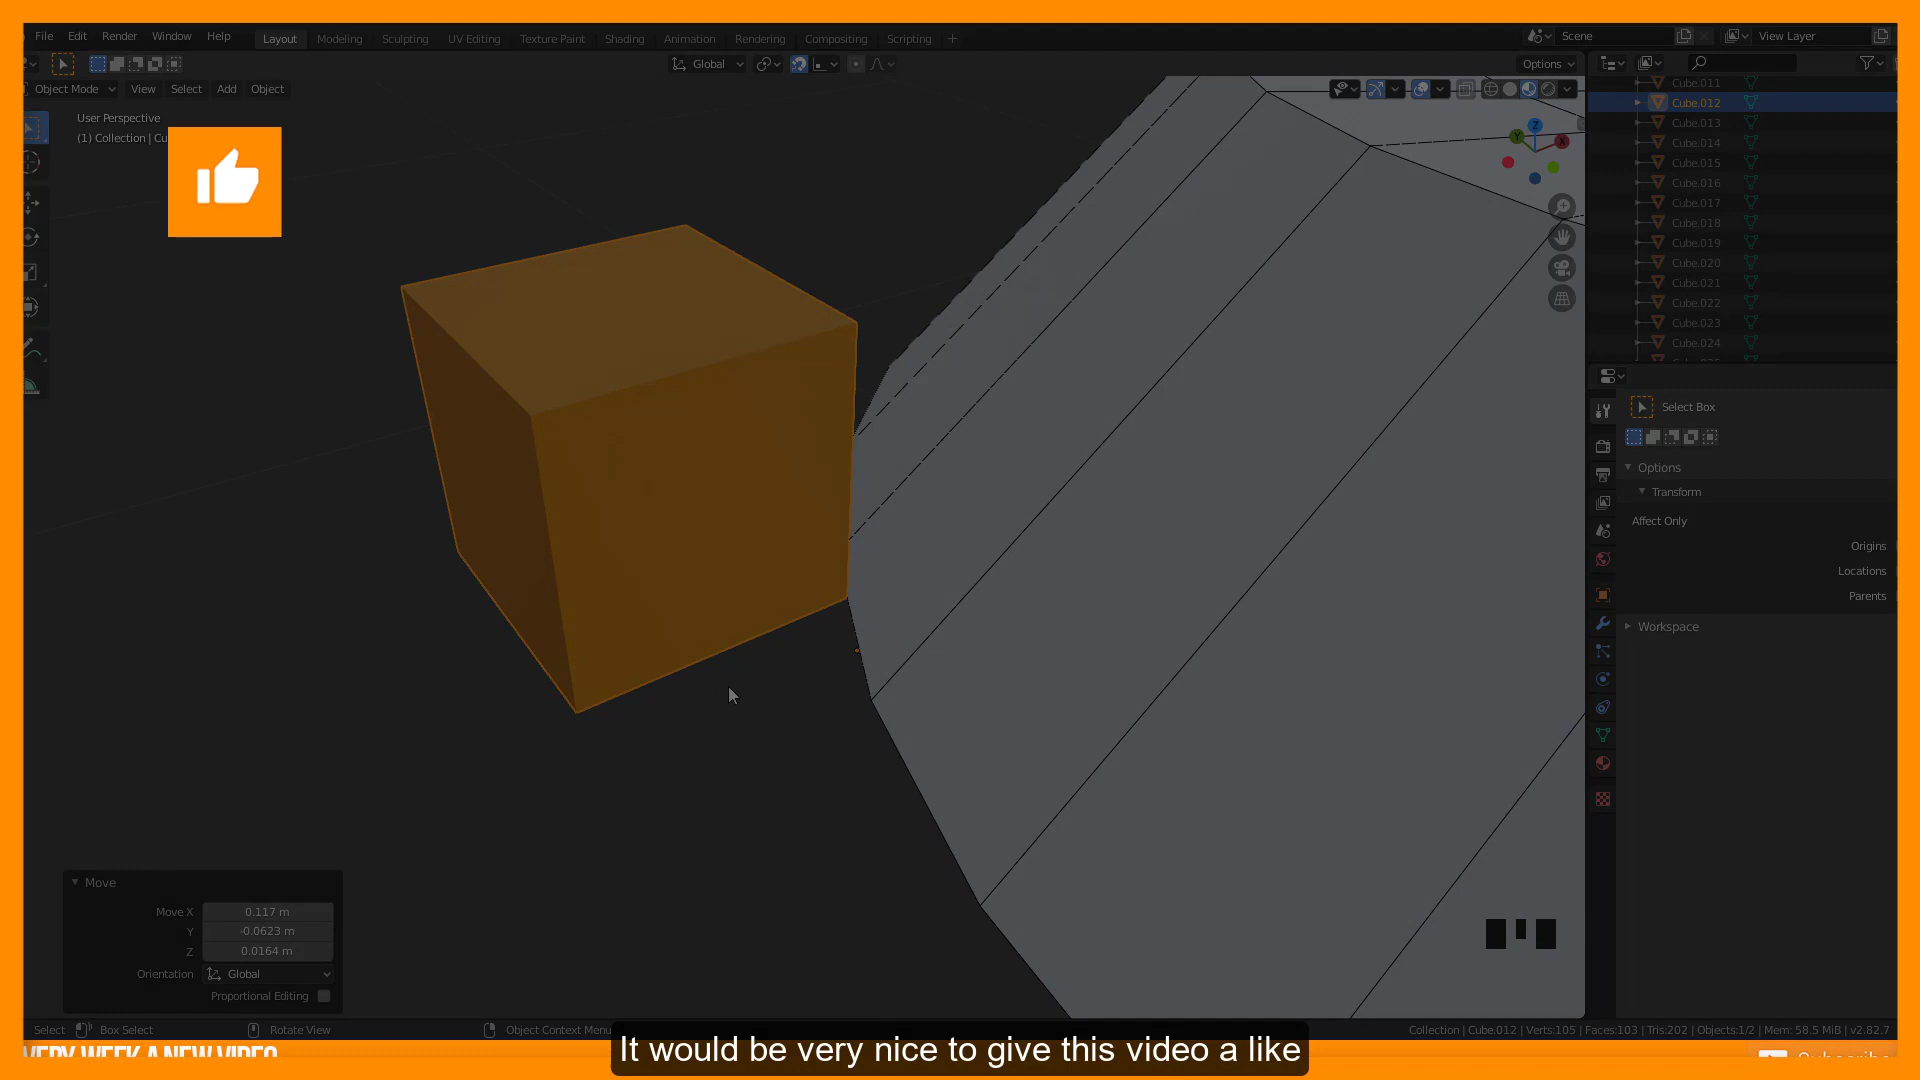 File Edit Render Window Help Layout Modeling Sculpting UV Editing Texture Paint Shading Animation Rendering Compositing Scripting + Scene View Layer
Global Options
Object Mode View Select Add Object
User Perspective
(1) Collection | Cu
Z
Y
X
Cube.011
Cube.012
Cube.013
Cube.014
Cube.015
Cube.016
Cube.017
Cube.018
Cube.019
Cube.020
Cube.021
Cube.022
Cube.023
Cube.024
Select Box
Options
Transform
Affect Only
Origins
Locations
Parents
Workspace
Move
Move X 0.117 m
Y -0.0623 m
Z 0.0164 m
Orientation Global
Proportional Editing
Select Box Select Rotate View Object Context Menu Collection | Cube.012 | Verts:105 | Faces:103 | Tris:202 | Objects:1/2 | Mem: 58.5 MiB | v2.82.7
VERY WEEK A NEW VIDEO
It would be very nice to give this video a like
Subscribe